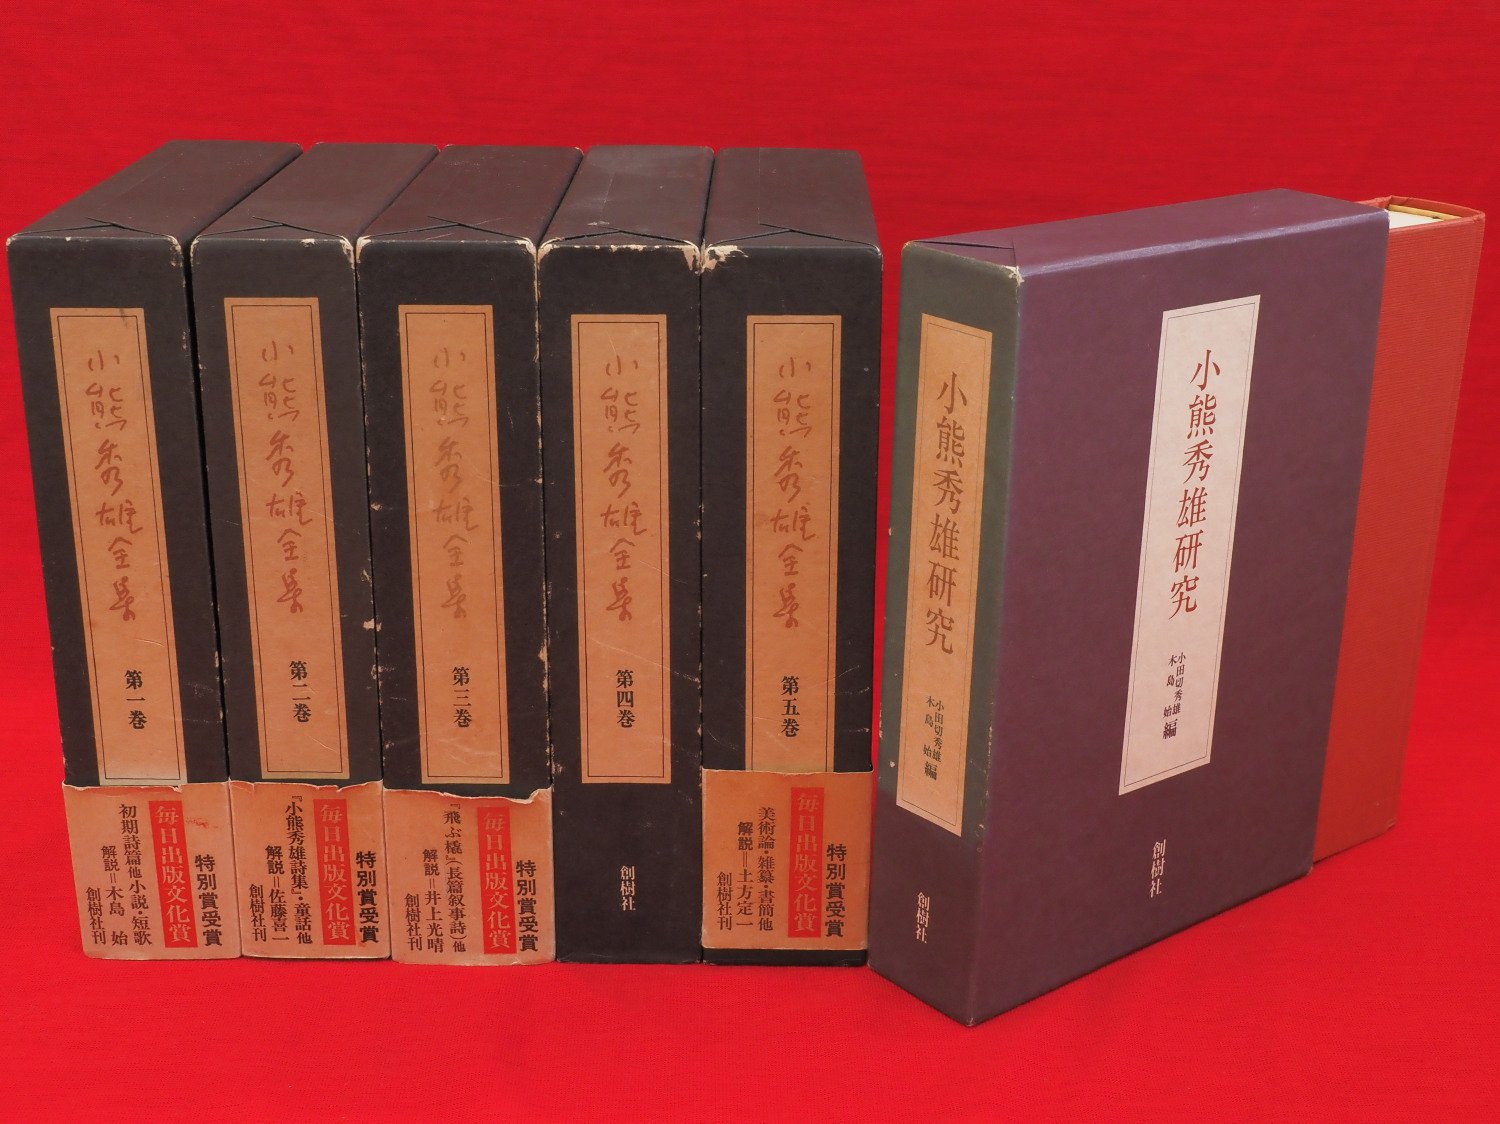 小熊秀雄全集
第一巻
特別賞受賞
毎日出版文化賞
初期詩篇他小説・短歌
解説＝木島 始
創樹社刊
小熊秀雄全集
第二巻
特別賞受賞
毎日出版文化賞
『小熊秀雄詩集』・童話他
解説＝佐藤喜一
創樹社刊
小熊秀雄全集
第三巻
特別賞受賞
毎日出版文化賞
『飛ぶ橇』(長篇叙事詩)他
解説＝井上光晴
創樹社刊
小熊秀雄全集
第四巻
創樹社
小熊秀雄全集
第五巻
特別賞受賞
毎日出版文化賞
美術論・雑纂・書簡他
解説＝土方定一
創樹社刊
小熊秀雄研究
小田切秀雄
木島 始
編
創樹社
小熊秀雄研究
小田切秀雄
木島 始
編
創樹社